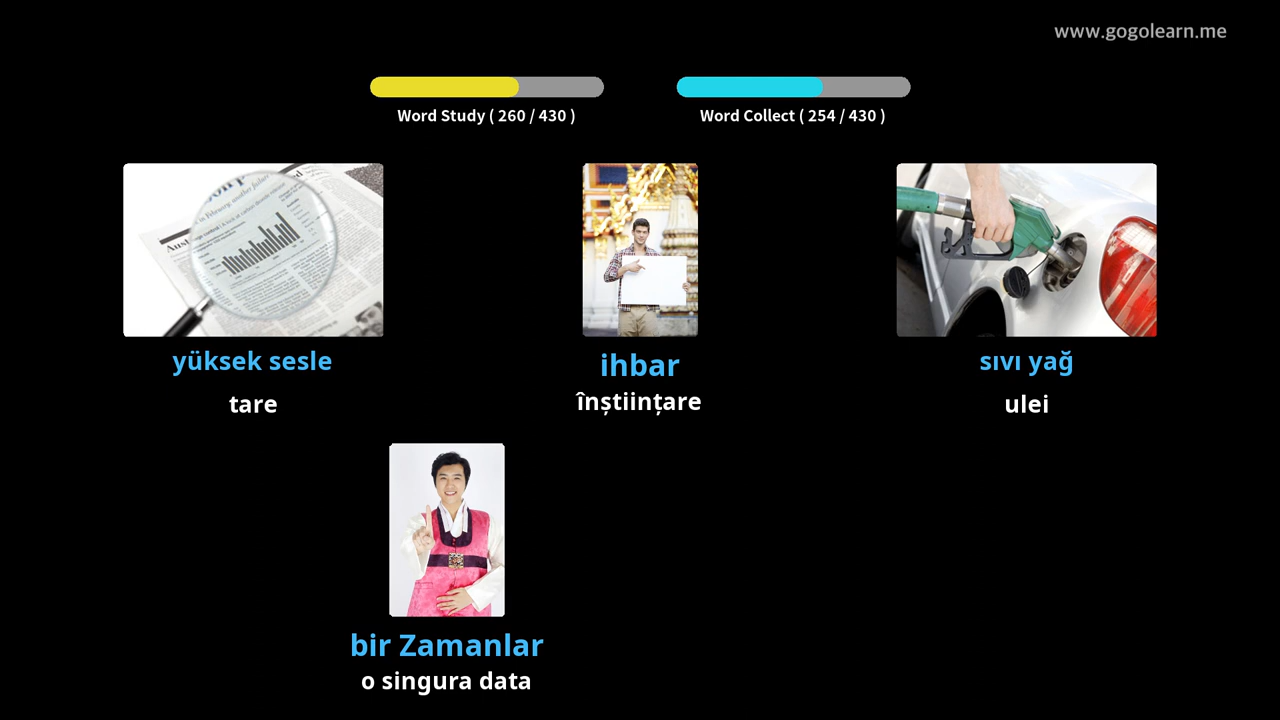 www.gogolearn.me
Word Study ( 260 / 430 )
Word Collect ( 254 / 430 )
yüksek sesle
tare
ihbar
înștiințare
sıvı yağ
ulei
bir Zamanlar
o singura data